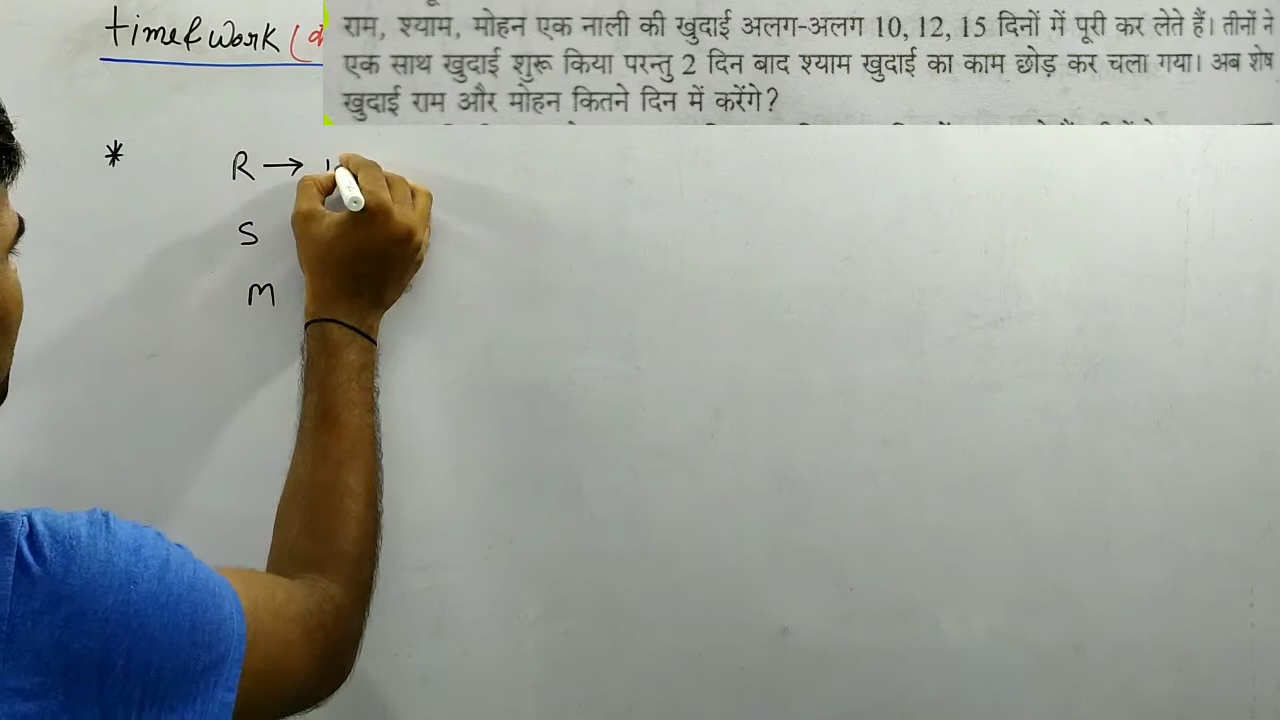 time & work
राम, श्याम, मोहन एक नाली की खुदाई अलग-अलग 10, 12, 15 दिनों में पूरी कर लेते हैं। तीनों ने
एक साथ खुदाई शुरू किया परन्तु 2 दिन बाद श्याम खुदाई का काम छोड़ कर चला गया। अब शेष
खुदाई राम और मोहन कितने दिन में करेंगे?
* R → 1
S
M